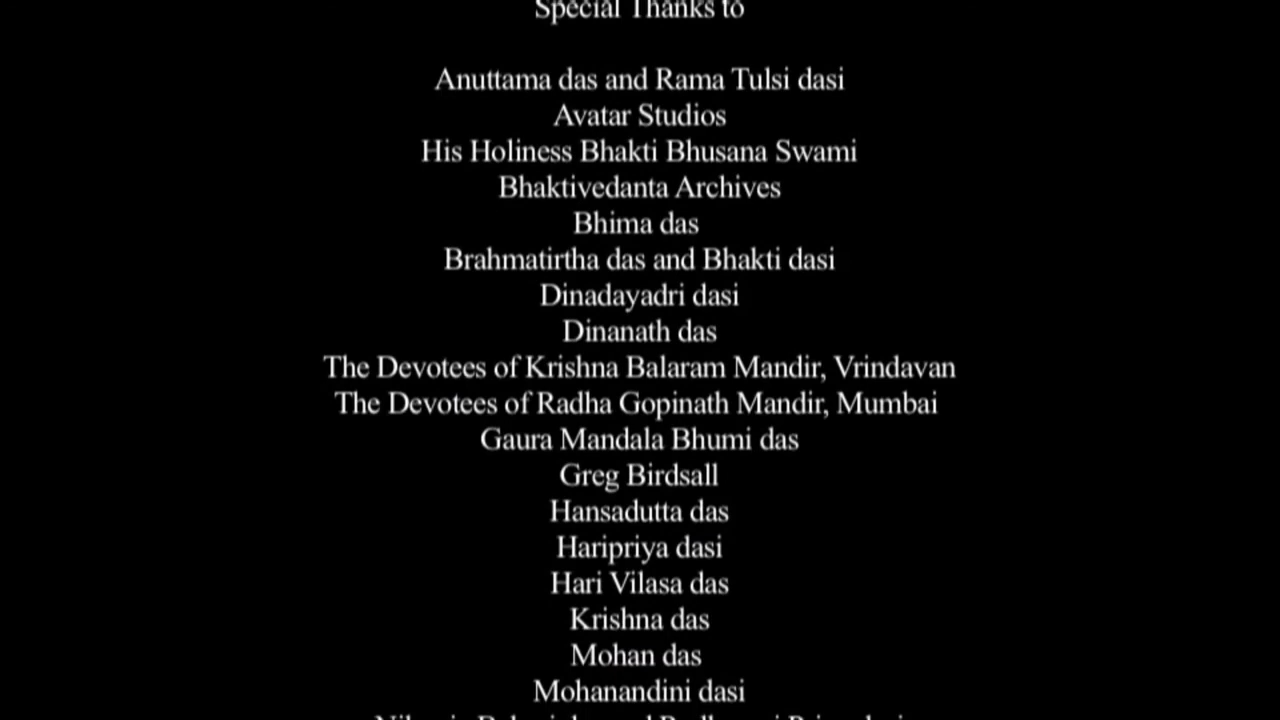 Special Thanks to
Anuttama das and Rama Tulsi dasi
Avatar Studios
His Holiness Bhakti Bhusana Swami
Bhaktivedanta Archives
Bhima das
Brahmatirtha das and Bhakti dasi
Dinadayadri dasi
Dinanath das
The Devotees of Krishna Balaram Mandir, Vrindavan
The Devotees of Radha Gopinath Mandir, Mumbai
Gaura Mandala Bhumi das
Greg Birdsall
Hansadutta das
Haripriya dasi
Hari Vilasa das
Krishna das
Mohan das
Mohanandini dasi